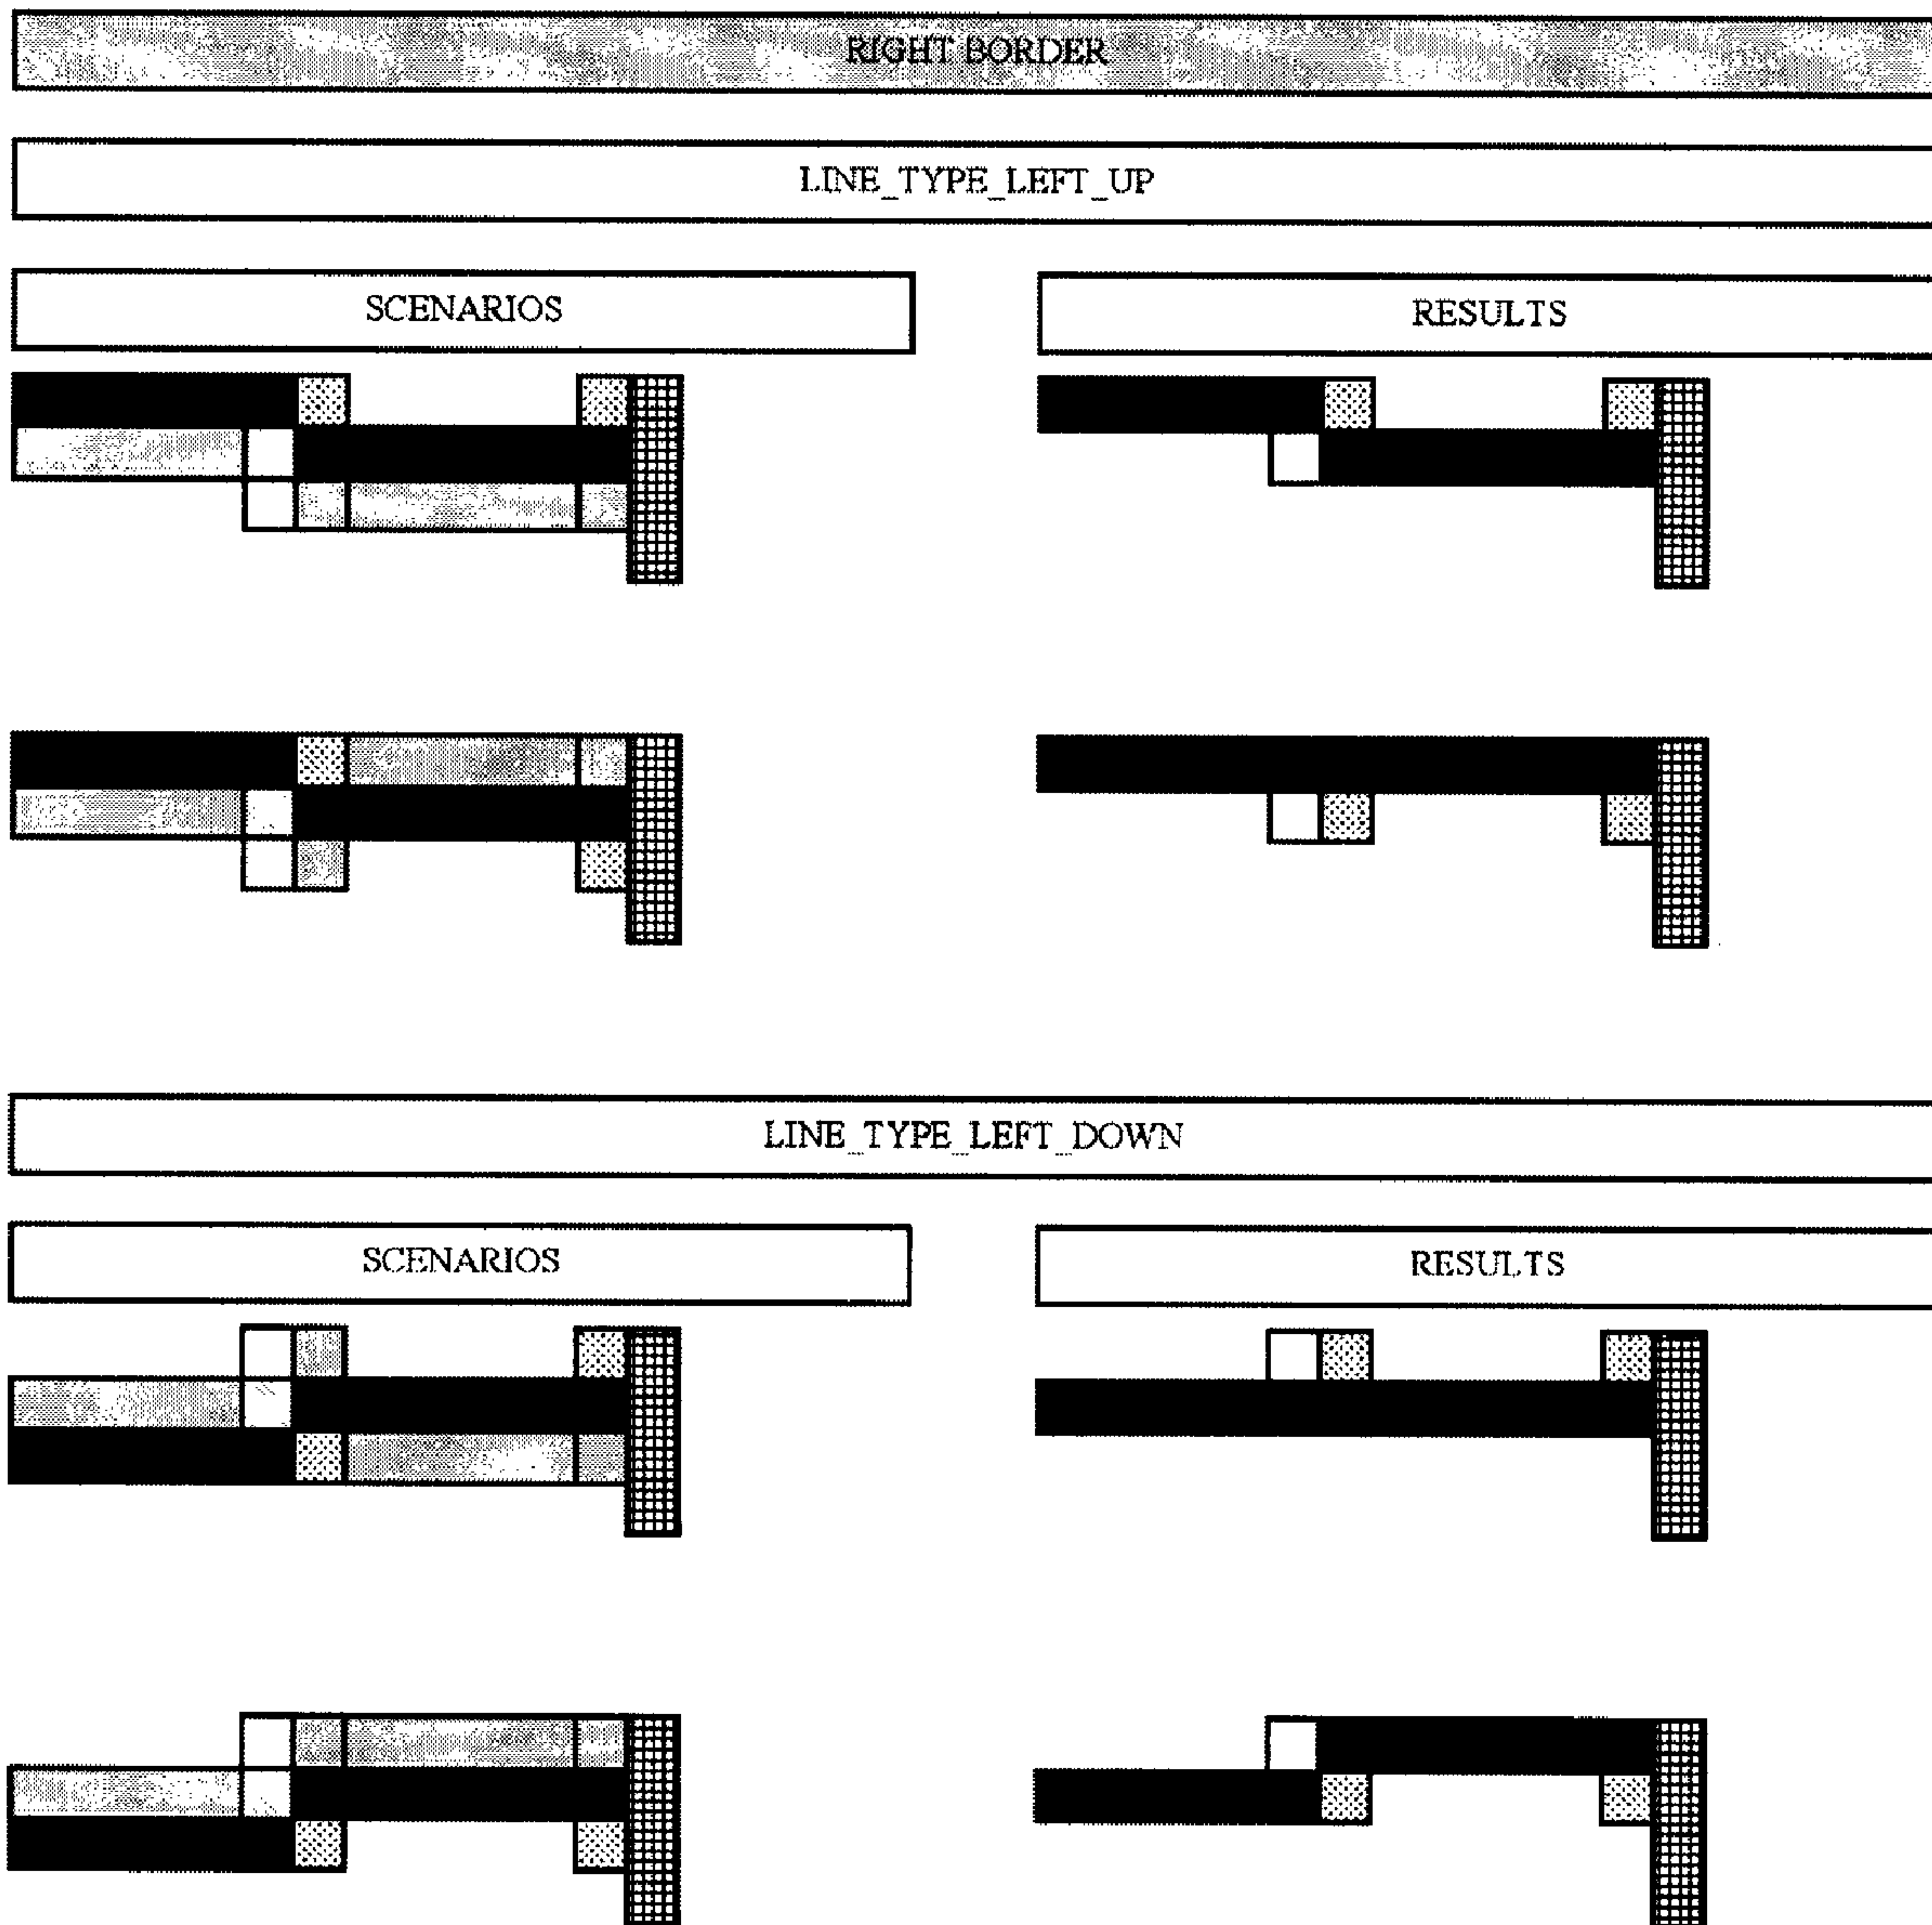 RIGHT BORDER
LINE_TYPE_LEFT_UP
SCENARIOS
RESULTS
LINE_TYPE_LEFT_DOWN
SCENARIOS
RESULTS